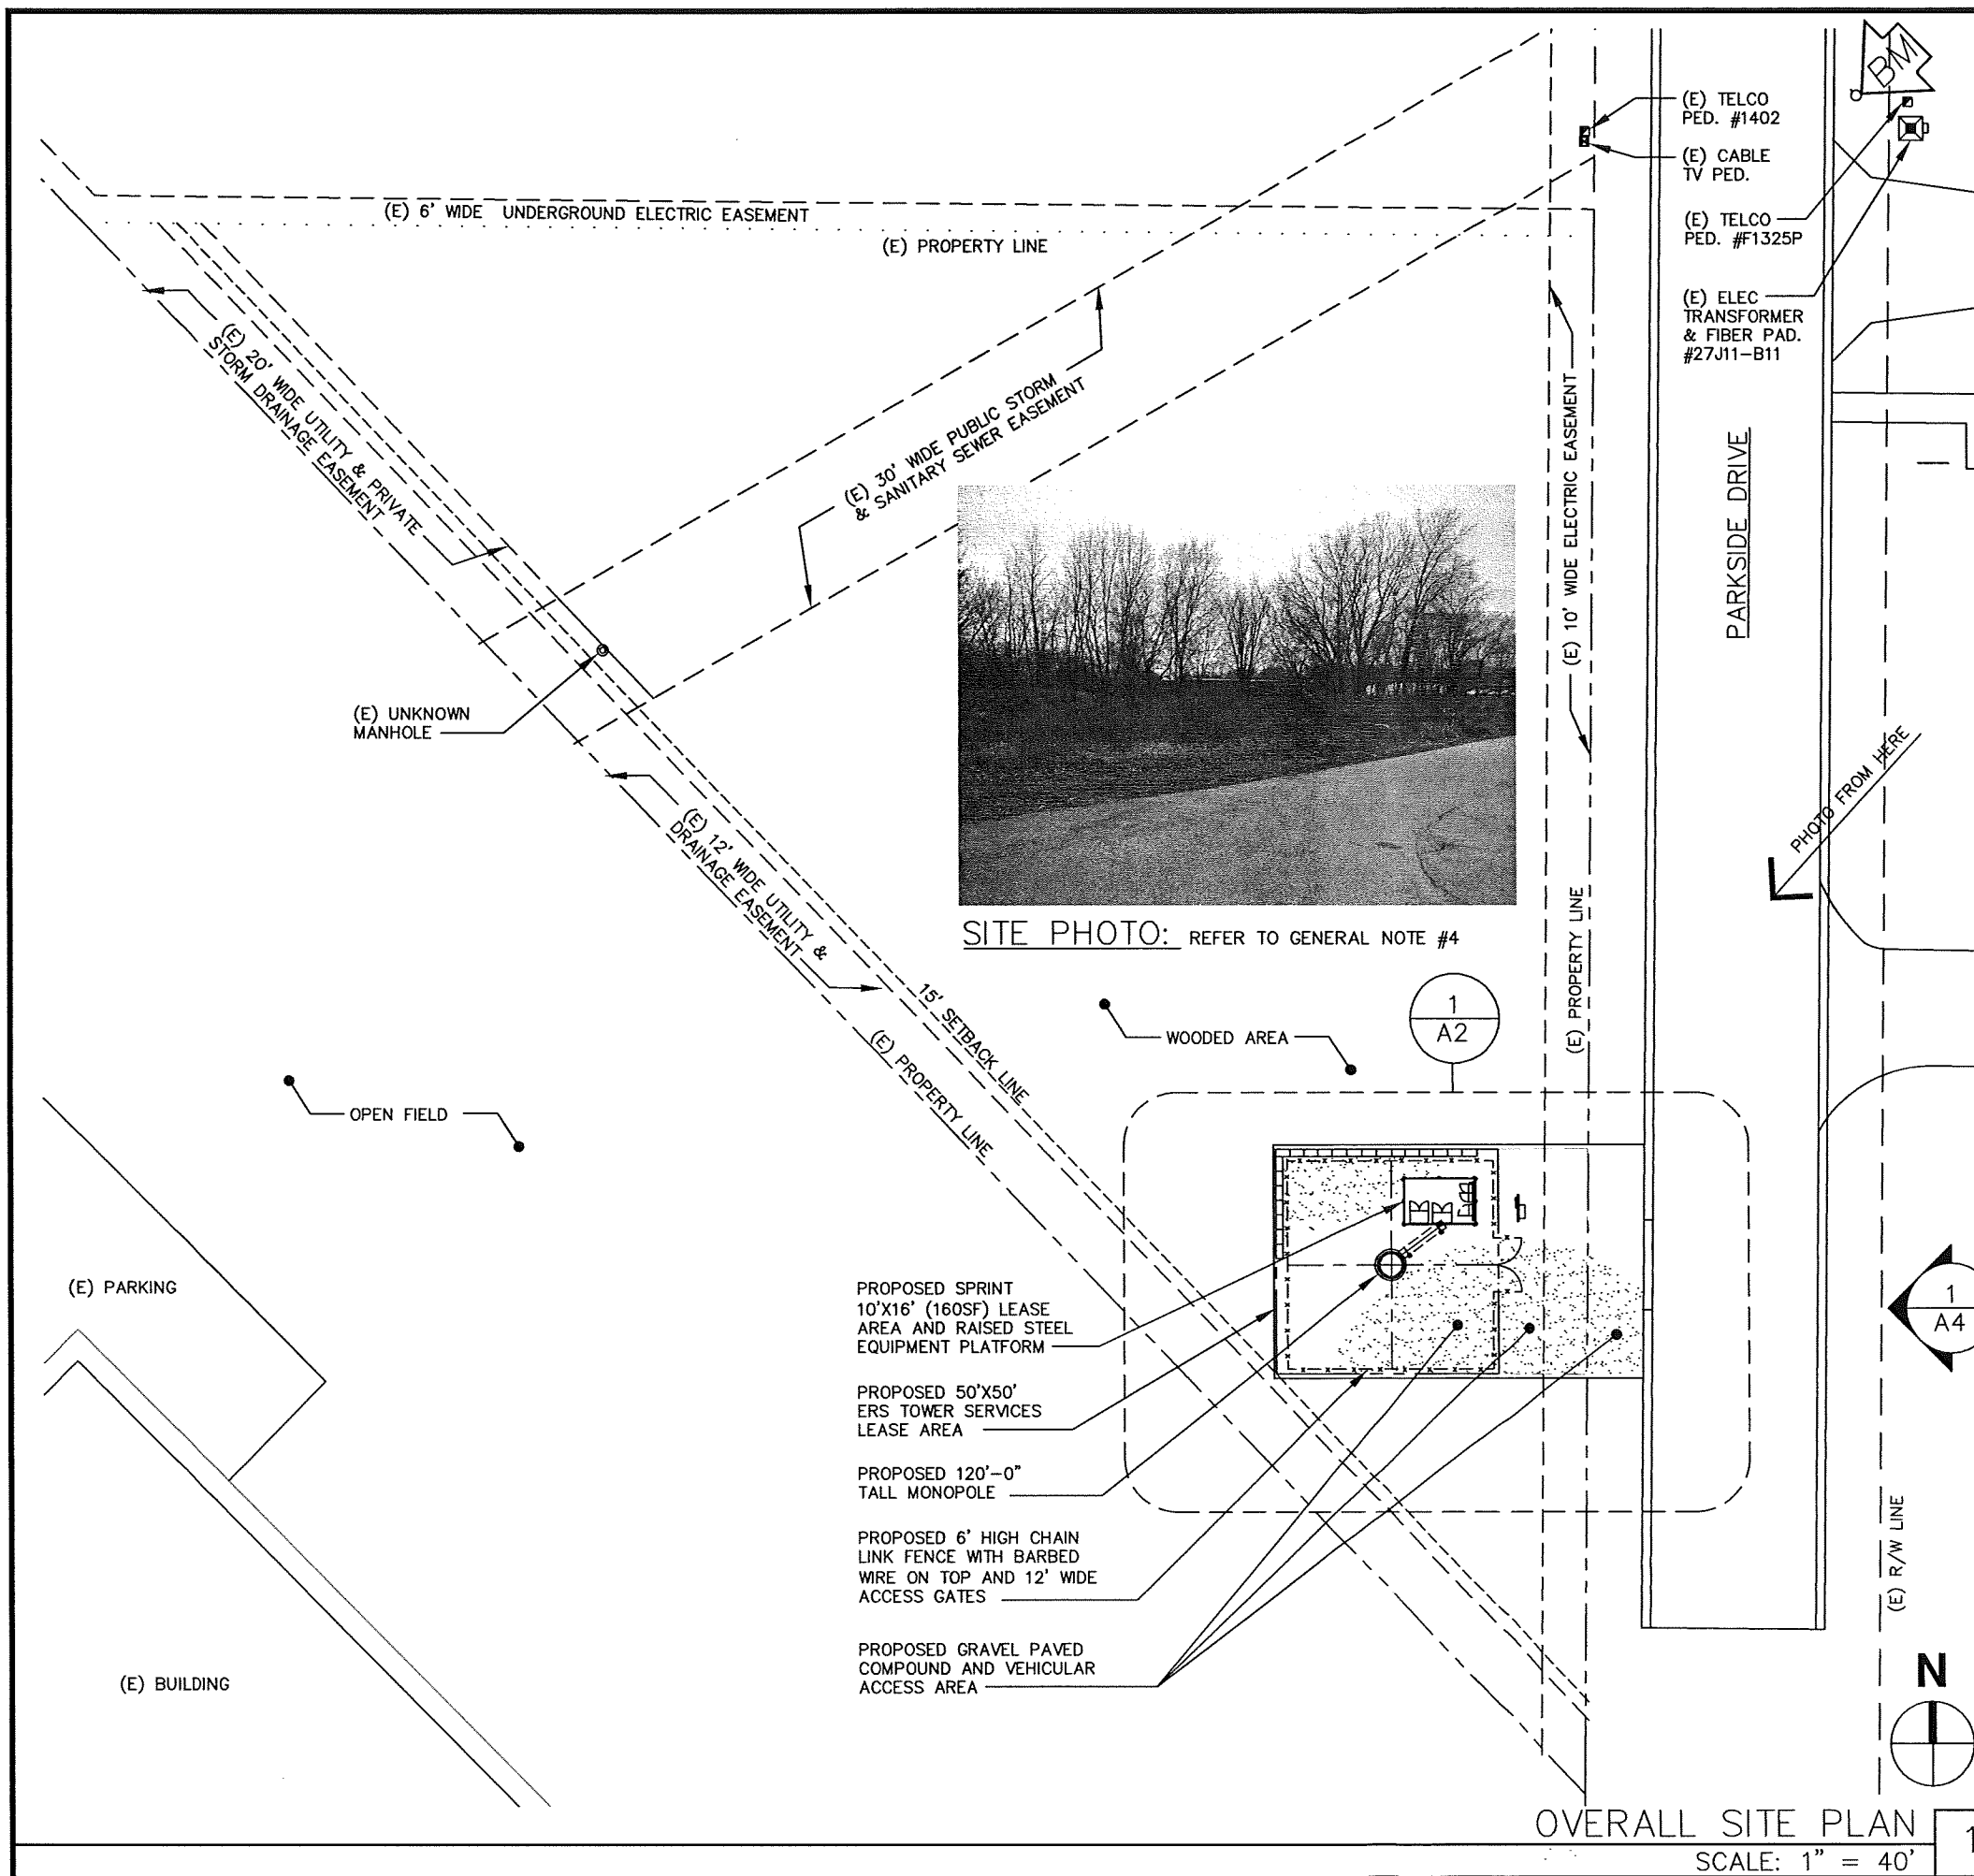 BM
(E) TELCO
PED. #1402
(E) CABLE
TV PED.
(E) TELCO
PED. #F1325P
(E) ELEC
TRANSFORMER
& FIBER PAD.
#27J11-B11
(E) 6' WIDE UNDERGROUND ELECTRIC EASEMENT
(E) PROPERTY LINE
(E) 20' WIDE UTILITY & PRIVATE
STORM DRAINAGE EASEMENT
(E) 30' WIDE PUBLIC STORM
& SANITARY SEWER EASEMENT
(E) 10' WIDE ELECTRIC EASEMENT
PARKSIDE DRIVE
(E) UNKNOWN
MANHOLE
PHOTO FROM HERE
(E) 12' WIDE UTILITY &
DRAINAGE EASEMENT
SITE PHOTO: REFER TO GENERAL NOTE #4
15' SETBACK LINE
(E) PROPERTY LINE
(E) PROPERTY LINE
WOODED AREA
1
A2
OPEN FIELD
(E) PARKING
PROPOSED SPRINT
10'X16' (160SF) LEASE
AREA AND RAISED STEEL
EQUIPMENT PLATFORM
1
A4
PROPOSED 50'X50'
ERS TOWER SERVICES
LEASE AREA
PROPOSED 120'-0"
TALL MONOPOLE
PROPOSED 6' HIGH CHAIN
LINK FENCE WITH BARBED
WIRE ON TOP AND 12' WIDE
ACCESS GATES
(E) R/W LINE
PROPOSED GRAVEL PAVED
COMPOUND AND VEHICULAR
ACCESS AREA
(E) BUILDING
N
OVERALL SITE PLAN
1
SCALE: 1" = 40'